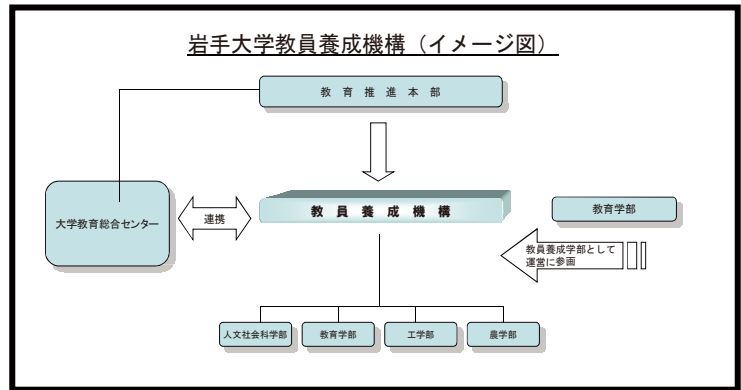 岩手大学教員養成機構（イメージ図）
教育推進本部
大学教育総合センター
連携
教員養成機構
教育学部
教員養成学部として
運営に参画
人文社会科学部
教育学部
工学部
農学部